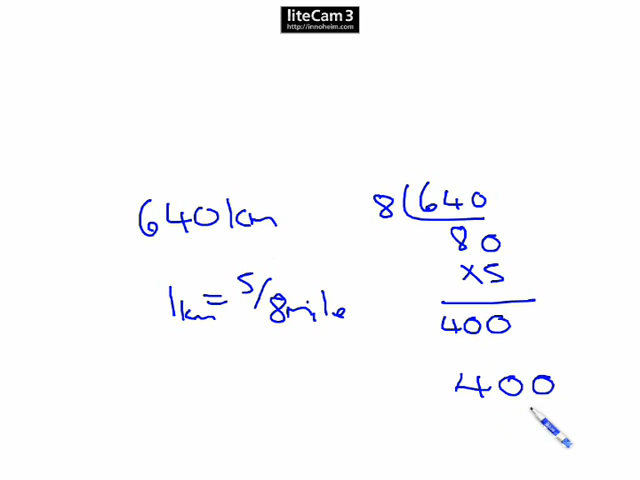 liteCam 3
http://innoheim.com/
640km
1km = 5/8mile
8(640
80
x5
400
400